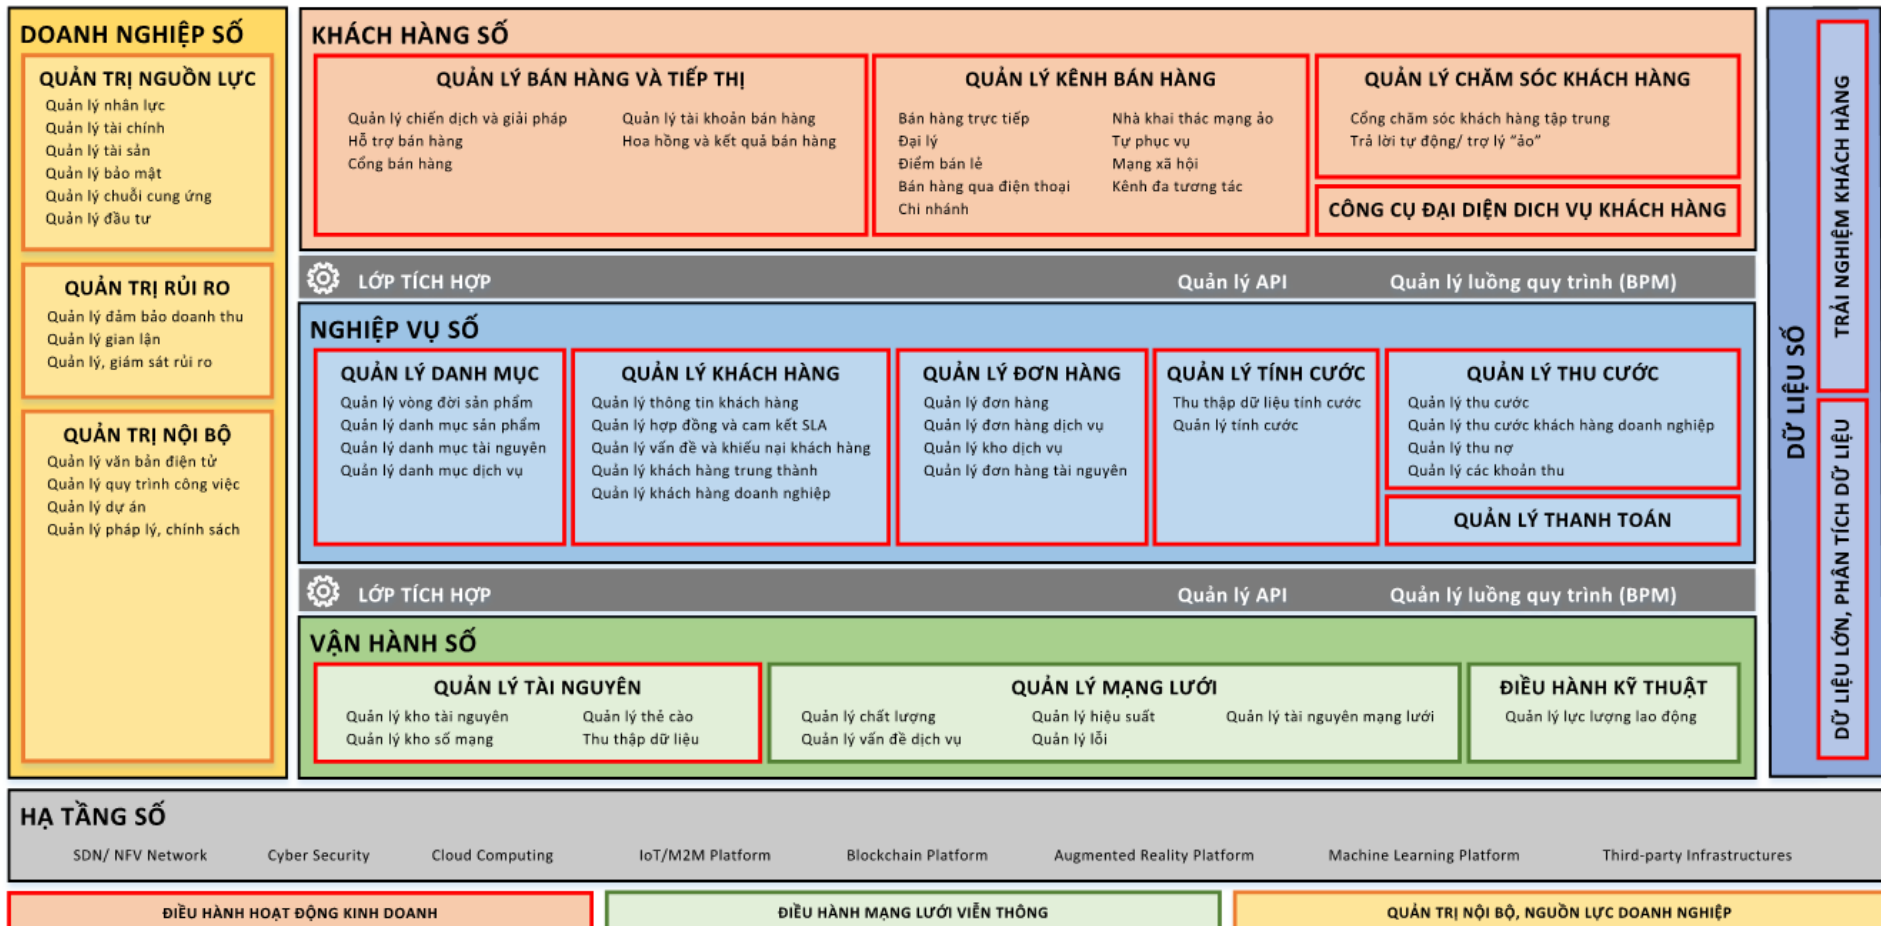 DOANH NGHIỆP SỐ
QUẢN TRỊ NGUỒN LỰC
Quản lý nhân lực
Quản lý tài chính
Quản lý tài sản
Quản lý bảo mật
Quản lý chuỗi cung ứng
Quản lý đầu tư
QUẢN TRỊ RỦI RO
Quản lý đảm bảo doanh thu
Quản lý gian lận
Quản lý, giám sát rủi ro
QUẢN TRỊ NỘI BỘ
Quản lý văn bản điện tử
Quản lý quy trình công việc
Quản lý dự án
Quản lý pháp lý, chính sách
KHÁCH HÀNG SỐ
QUẢN LÝ BÁN HÀNG VÀ TIẾP THỊ
Quản lý chiến dịch và giải pháp
Hỗ trợ bán hàng
Cổng bán hàng
Quản lý tài khoản bán hàng
Hoa hồng và kết quả bán hàng
QUẢN LÝ KÊNH BÁN HÀNG
Bán hàng trực tiếp
Đại lý
Điểm bán lẻ
Bán hàng qua điện thoại
Chi nhánh
Nhà khai thác mạng ảo
Tự phục vụ
Mạng xã hội
Kênh đa tương tác
QUẢN LÝ CHĂM SÓC KHÁCH HÀNG
Cổng chăm sóc khách hàng tập trung
Trả lời tự động/ trợ lý “ảo”
CÔNG CỤ ĐẠI DIỆN DICH VỤ KHÁCH HÀNG
LỚP TÍCH HỢP
Quản lý API
Quản lý luồng quy trình (BPM)
NGHIỆP VỤ SỐ
QUẢN LÝ DANH MỤC
Quản lý vòng đời sản phẩm
Quản lý danh mục sản phẩm
Quản lý danh mục tài nguyên
Quản lý danh mục dịch vụ
QUẢN LÝ KHÁCH HÀNG
Quản lý thông tin khách hàng
Quản lý hợp đồng và cam kết SLA
Quản lý vấn đề và khiếu nại khách hàng
Quản lý khách hàng trung thành
Quản lý khách hàng doanh nghiệp
QUẢN LÝ ĐƠN HÀNG
Quản lý đơn hàng
Quản lý đơn hàng dịch vụ
Quản lý kho dịch vụ
Quản lý đơn hàng tài nguyên
QUẢN LÝ TÍNH CƯỚC
Thu thập dữ liệu tính cước
Quản lý tính cước
QUẢN LÝ THU CƯỚC
Quản lý thu cước
Quản lý thu cước khách hàng doanh nghiệp
Quản lý thu nợ
Quản lý các khoản thu
QUẢN LÝ THANH TOÁN
LỚP TÍCH HỢP
Quản lý API
Quản lý luồng quy trình (BPM)
VẬN HÀNH SỐ
QUẢN LÝ TÀI NGUYÊN
Quản lý kho tài nguyên
Quản lý kho số mạng
Quản lý thẻ cào
Thu thập dữ liệu
QUẢN LÝ MẠNG LƯỚI
Quản lý chất lượng
Quản lý vấn đề dịch vụ
Quản lý hiệu suất
Quản lý lỗi
Quản lý tài nguyên mạng lưới
ĐIỀU HÀNH KỸ THUẬT
Quản lý lực lượng lao động
DỮ LIỆU SỐ
TRẢI NGHIỆM KHÁCH HÀNG
DỮ LIỆU LỚN, PHÂN TÍCH DỮ LIỆU
HẠ TẦNG SỐ
SDN/ NFV Network
Cyber Security
Cloud Computing
IoT/M2M Platform
Blockchain Platform
Augmented Reality Platform
Machine Learning Platform
Third-party Infrastructures
ĐIỀU HÀNH HOẠT ĐỘNG KINH DOANH
ĐIỀU HÀNH MẠNG LƯỚI VIỄN THÔNG
QUẢN TRỊ NỘI BỘ, NGUỒN LỰC DOANH NGHIỆP